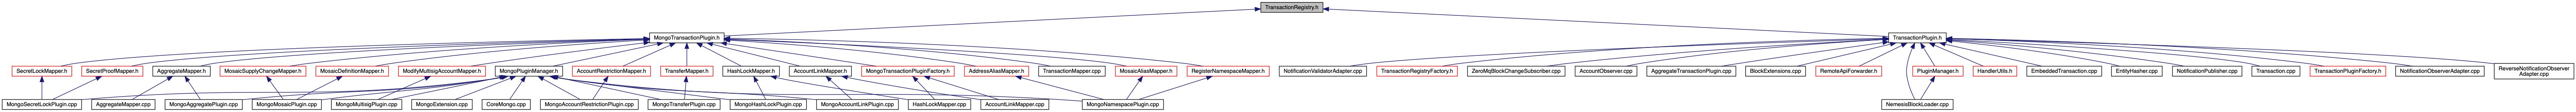 TransactionRegistry.h
MongoTransactionPlugin.h
TransactionPlugin.h
SecretLockMapper.h
SecretProofMapper.h
AggregateMapper.h
MosaicSupplyChangeMapper.h
MosaicDefinitionMapper.h
ModifyMultisigAccountMapper.h
MongoPluginManager.h
AccountRestrictionMapper.h
TransferMapper.h
HashLockMapper.h
AccountLinkMapper.h
MongoTransactionPluginFactory.h
AddressAliasMapper.h
TransactionMapper.cpp
MosaicAliasMapper.h
RegisterNamespaceMapper.h
NotificationValidatorAdapter.cpp
TransactionRegistryFactory.h
ZeroMqBlockChangeSubscriber.cpp
AccountObserver.cpp
AggregateTransactionPlugin.cpp
BlockExtensions.cpp
RemoteApiForwarder.h
PluginManager.h
HandlerUtils.h
EmbeddedTransaction.cpp
EntityHasher.cpp
NotificationPublisher.cpp
Transaction.cpp
TransactionPluginFactory.h
NotificationObserverAdapter.cpp
ReverseNotificationObserver
Adapter.cpp
MongoSecretLockPlugin.cpp
AggregateMapper.cpp
MongoAggregatePlugin.cpp
MongoMosaicPlugin.cpp
MongoMultisigPlugin.cpp
MongoExtension.cpp
CoreMongo.cpp
MongoAccountRestrictionPlugin.cpp
MongoTransferPlugin.cpp
MongoHashLockPlugin.cpp
MongoAccountLinkPlugin.cpp
HashLockMapper.cpp
AccountLinkMapper.cpp
MongoNamespacePlugin.cpp
NemesisBlockLoader.cpp